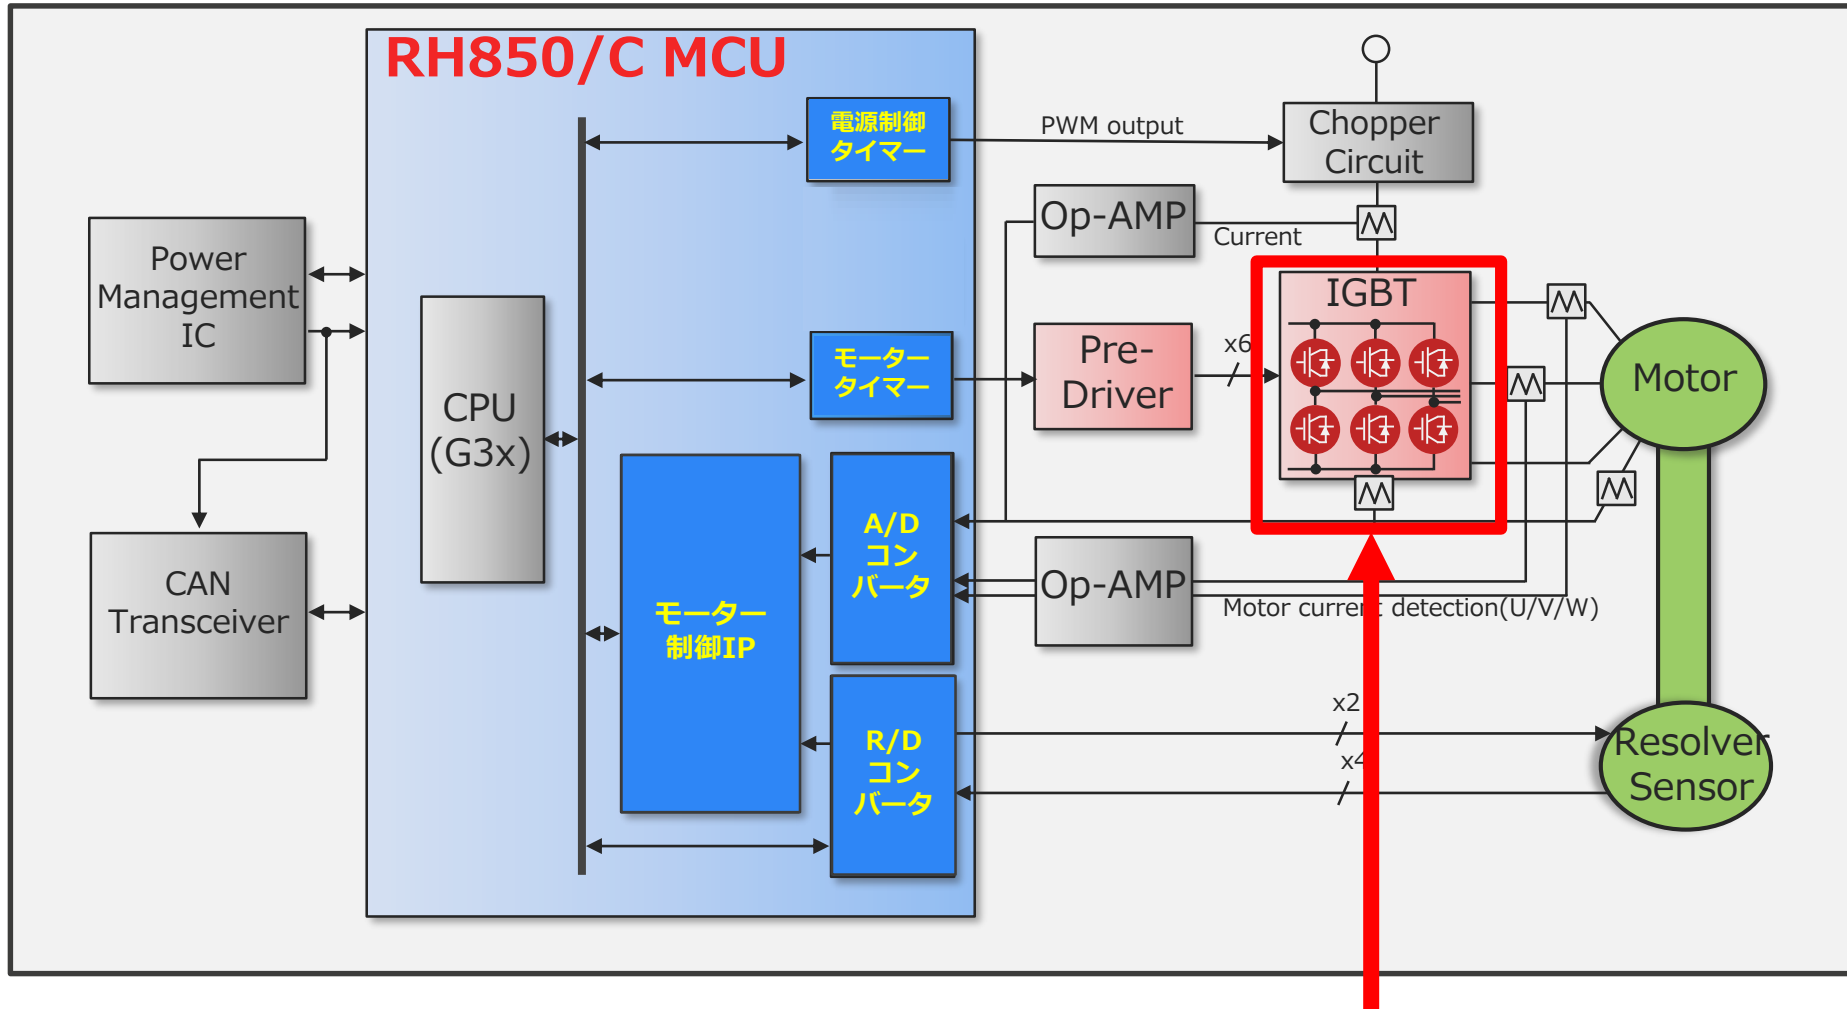 RH850/C MCU
電源制御
タイマー
PWM output
Chopper
Circuit
Op-AMP
Current
Power
Management
IC
IGBT
CPU
(G3x)
モーター
タイマー
Pre-
Driver
x6
Motor
A/D
コン
バータ
CAN
Transceiver
モーター
制御IP
Op-AMP
Motor current detection(U/V/W)
R/D
コン
バータ
x2
x4
Resolver
Sensor